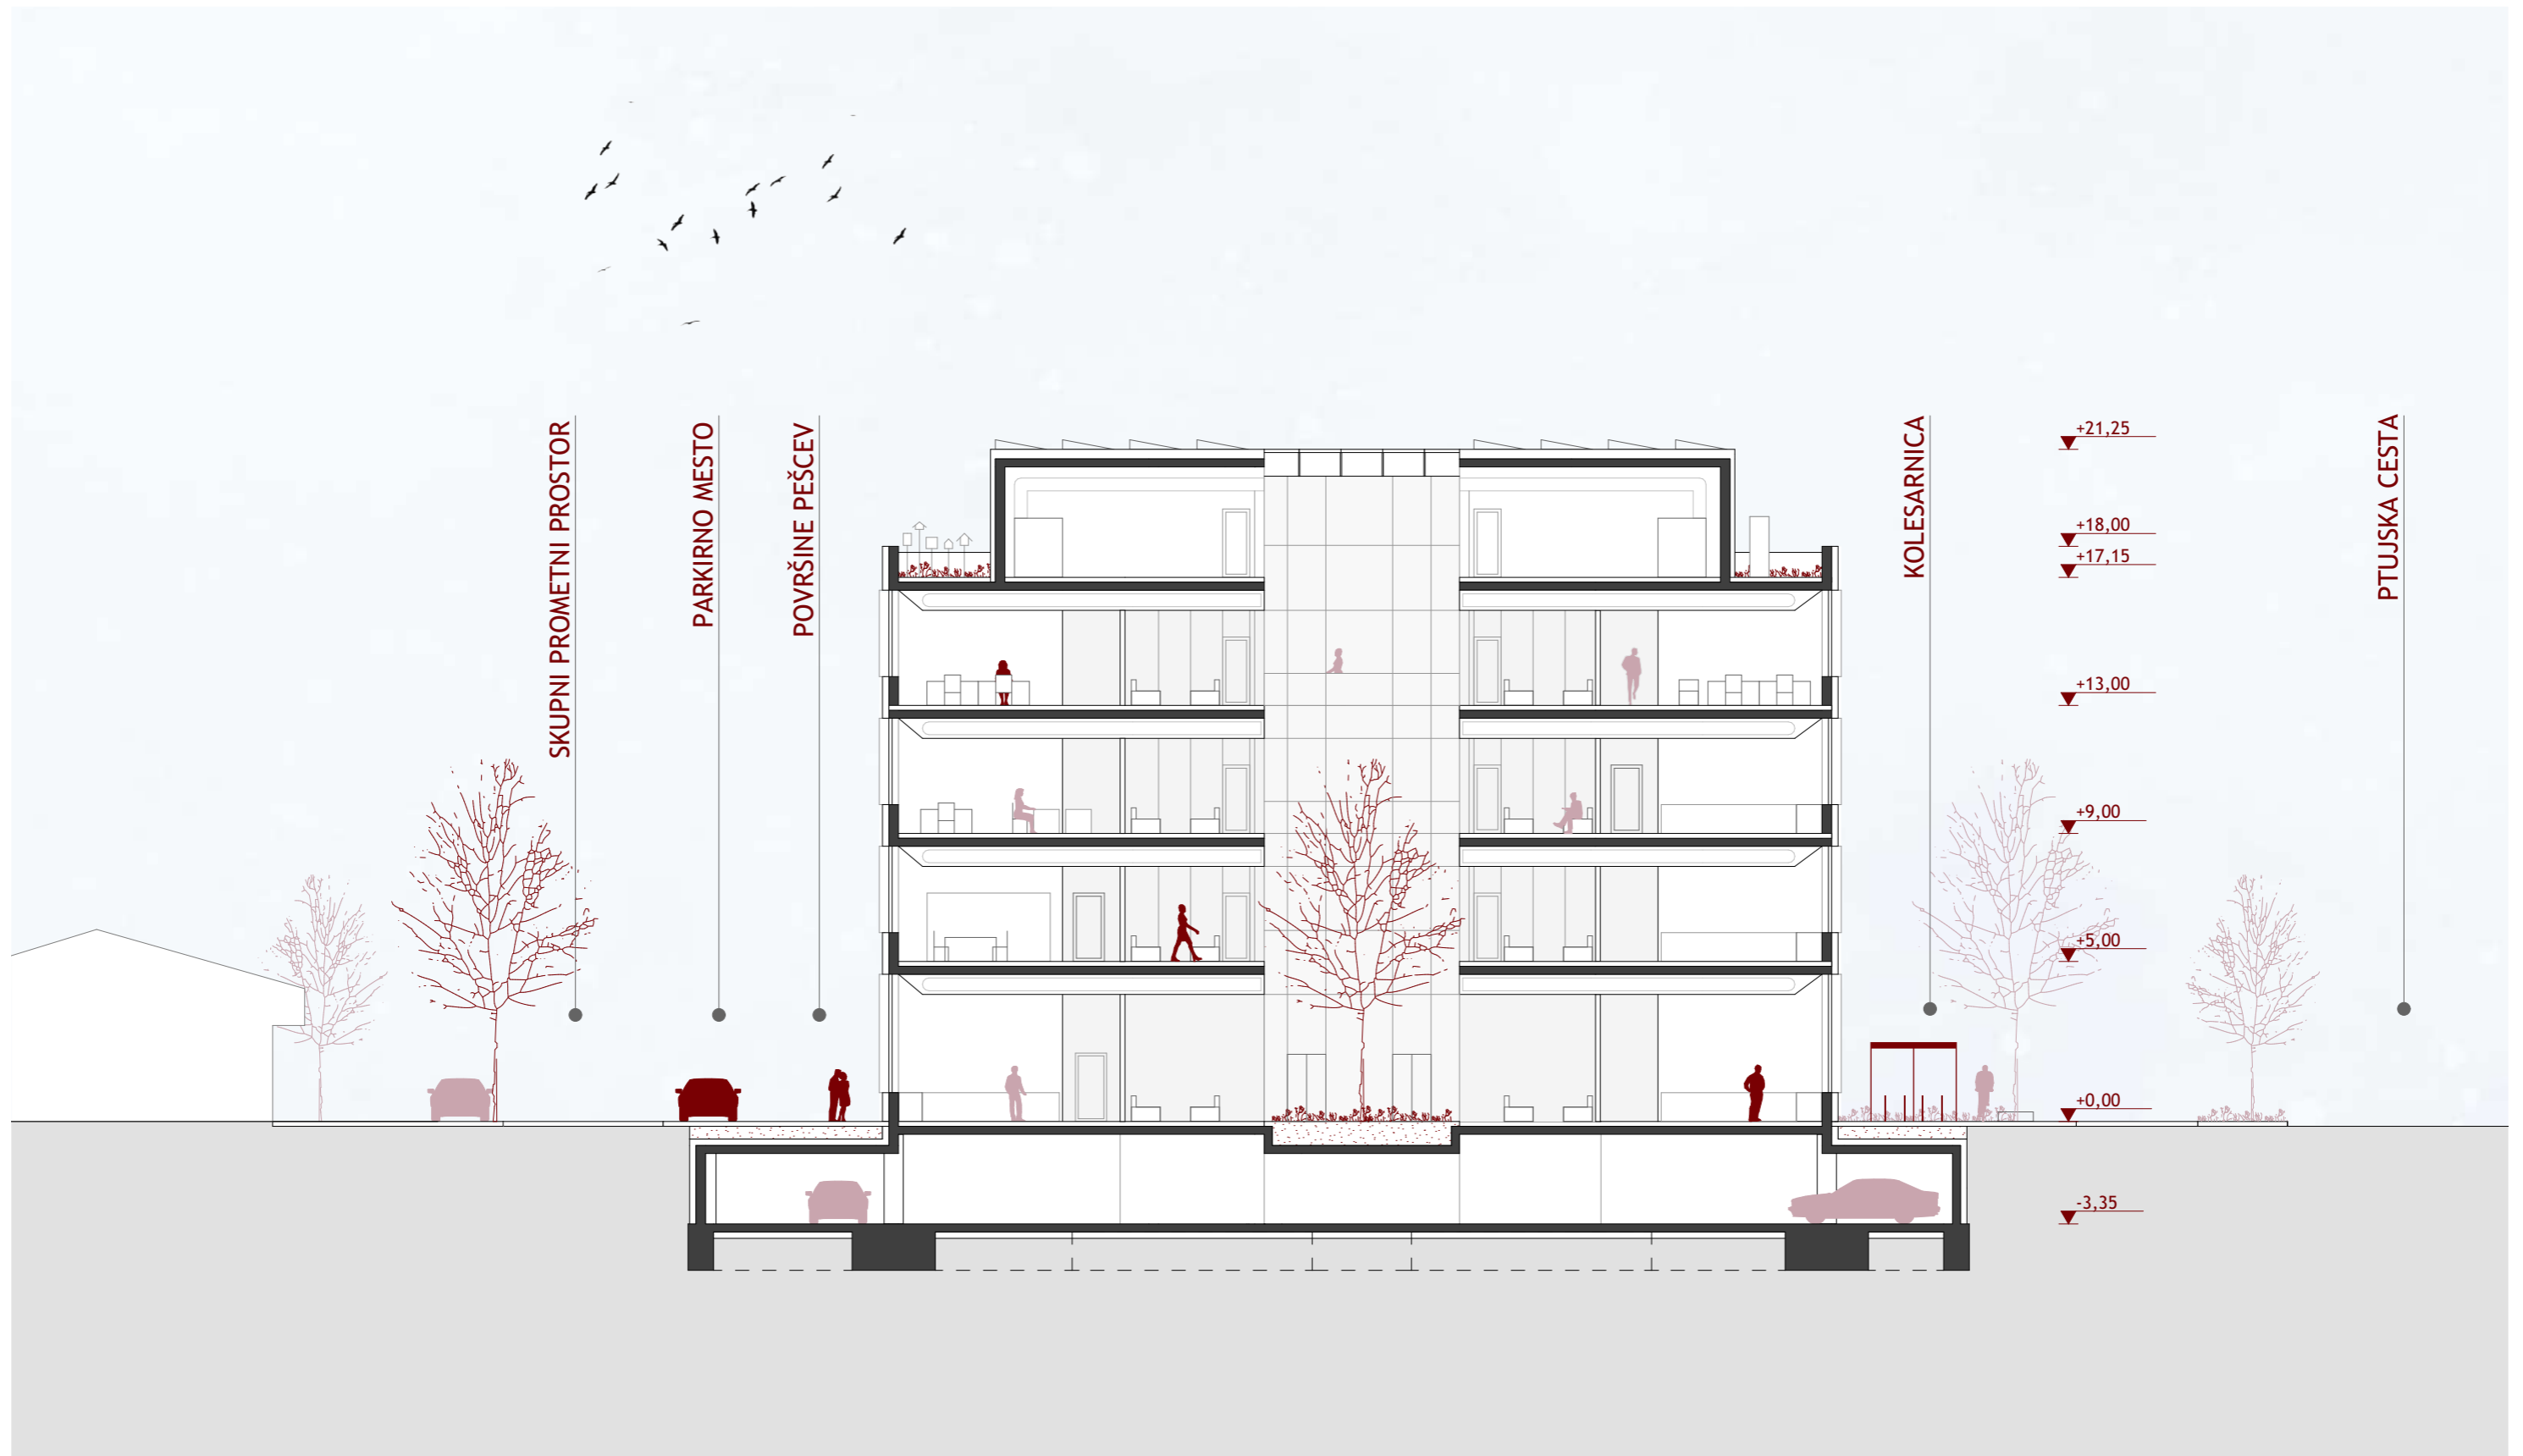 SKUPNI PROMETNI PROSTOR
PARKIRNO MESTO
POVRŠINE PEŠCEV
KOLESARNICA
+21,25
+18,00
+17,15
+13,00
+9,00
+5,00
+0,00
-3,35
PTUJSKA CESTA